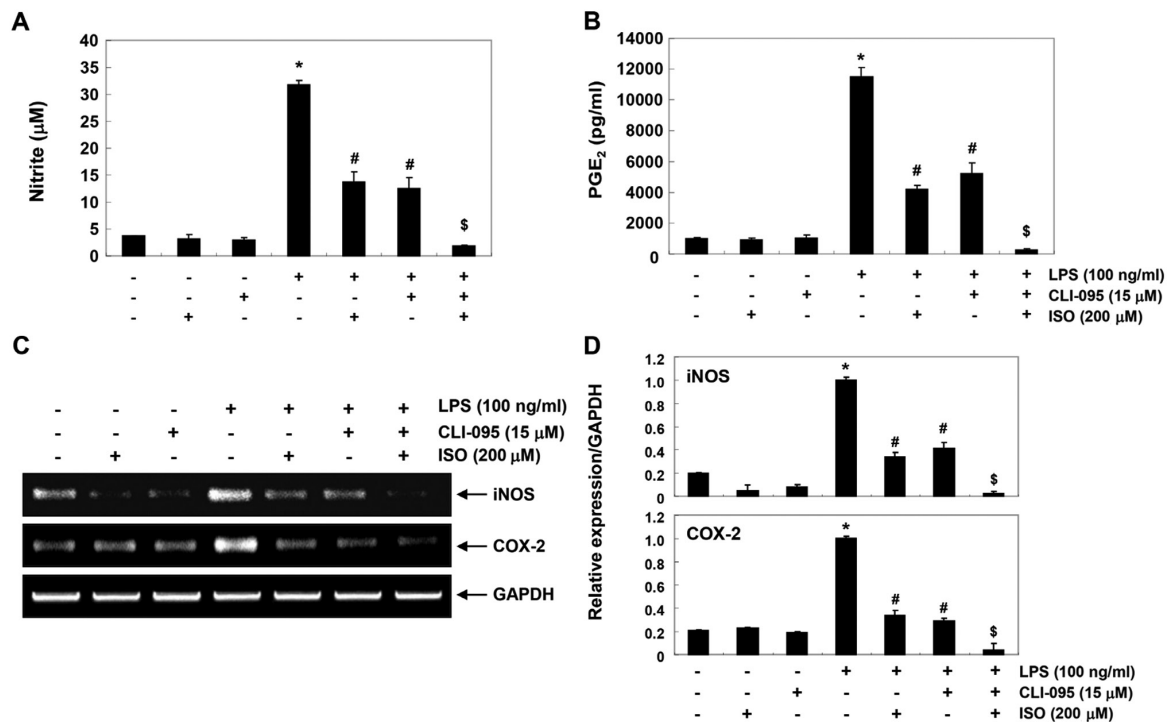 A
Nitrite (µM)
40
35
30
25
20
15
10
5
0
*
#
#
$
- - - + + + +
- - + - - + +
- + - - + - +
B
PGE2 (pg/ml)
14000
12000
10000
8000
6000
4000
2000
0
*
#
#
$
- - - + + + + LPS (100 ng/ml)
- - + - - + + CLI-095 (15 µM)
- + - - + - + ISO (200 µM)
C
- - - + + + + LPS (100 ng/ml)
- - + - - + + CLI-095 (15 µM)
- + - - + - + ISO (200 µM)
iNOS
COX-2
GAPDH
D
Relative expression/GAPDH
iNOS
1.2
1.0
0.8
0.6
0.4
0.2
0
*
#
#
$
COX-2
1.2
1.0
0.8
0.6
0.4
0.2
0
*
#
#
$
- - - + + + + LPS (100 ng/ml)
- - + - - + + CLI-095 (15 µM)
- + - - + - + ISO (200 µM)